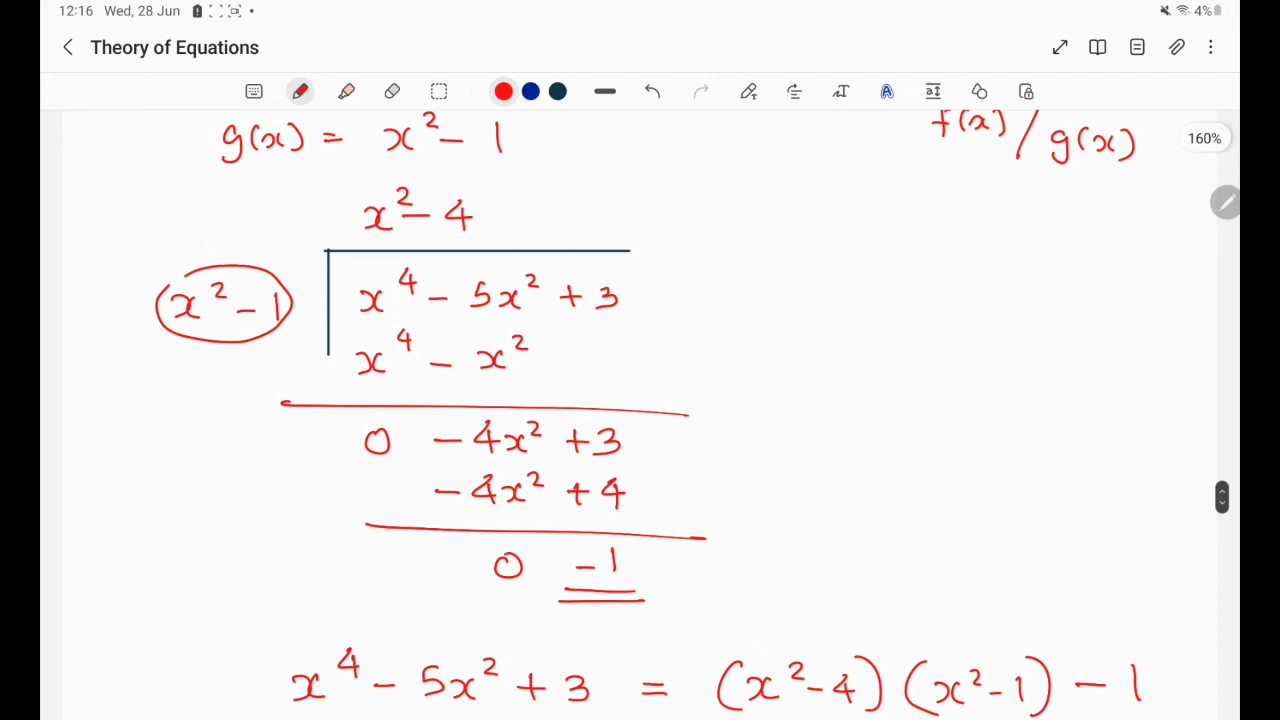 12:16 Wed, 28 Jun 4%
Theory of Equations
g(x) = x² - 1 f(x) / g(x)
160%
x² - 4
x² - 1 x⁴ - 5x² + 3
x⁴ - x²
0 - 4x² + 3
- 4x² + 4
0 - 1
x⁴ - 5x² + 3 = (x² - 4) (x² - 1) - 1